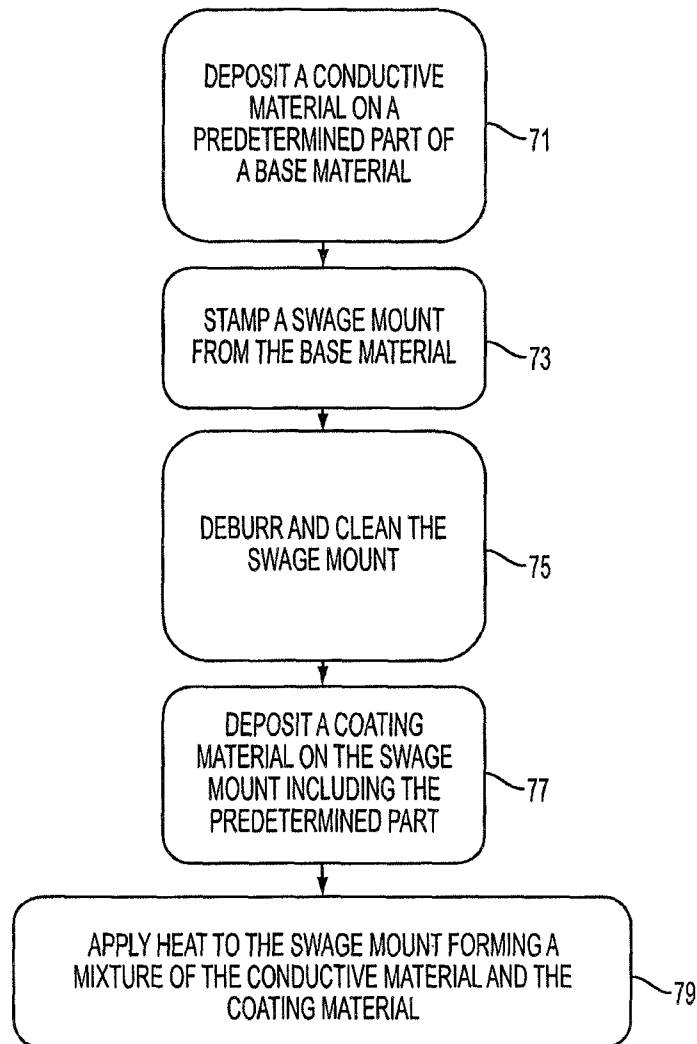 DEPOSIT A CONDUCTIVE
MATERIAL ON A
PREDETERMINED PART OF
A BASE MATERIAL
71
STAMP A SWAGE MOUNT
FROM THE BASE MATERIAL
73
DEBURR AND CLEAN THE
SWAGE MOUNT
75
DEPOSIT A COATING
MATERIAL ON THE SWAGE
MOUNT INCLUDING THE
PREDETERMINED PART
77
APPLY HEAT TO THE SWAGE MOUNT FORMING A
MIXTURE OF THE CONDUCTIVE MATERIAL AND THE
COATING MATERIAL
79